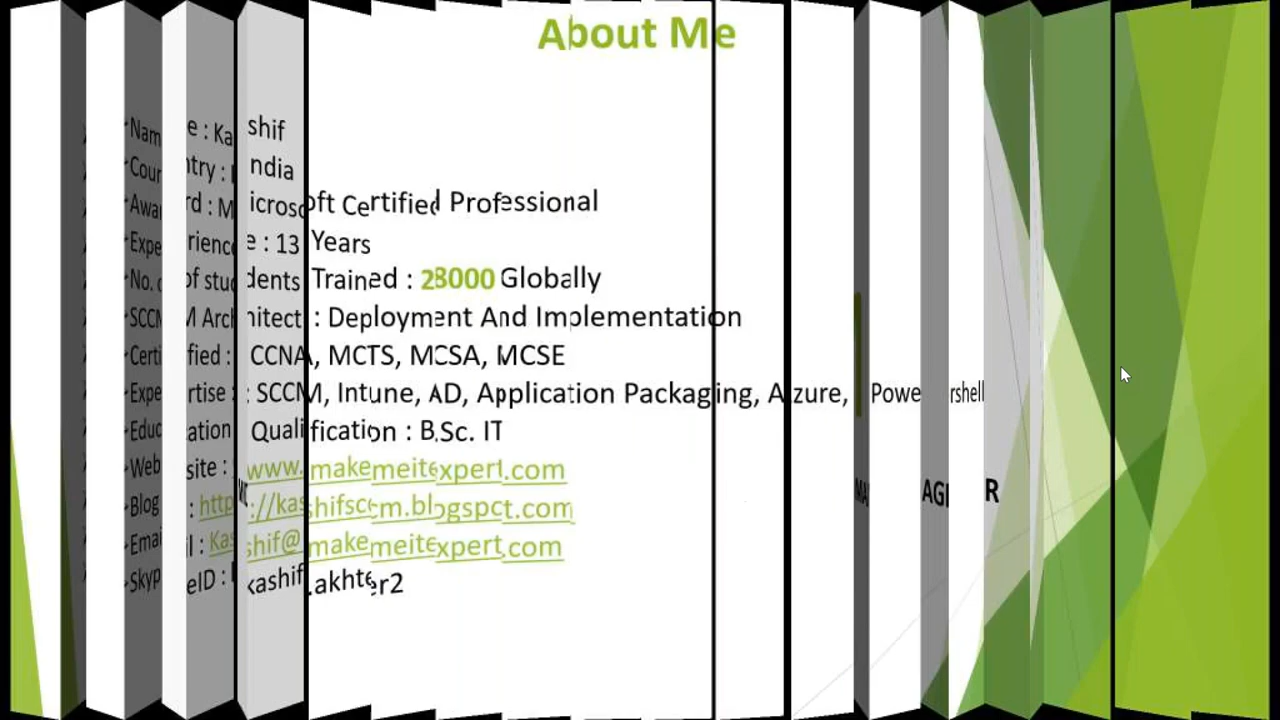 About Me
Name : Kashif
Country : India
Award : Microsoft Certified Professional
Experience : 13 Years
No. of students Trained : 28000 Globally
SCCM Architect : Deployment And Implementation
Certified : CCNA, MCTS, MCSA, MCSE
Expertise : SCCM, Intune, AD, Application Packaging, Azure, Powershell
Education Qualification : B.Sc. IT
Website : www.makemeitexpert.com
Blog : http://kashifsccm.blogspot.com
Email : Kashif@makemeitexpert.com
SkypeID : kashif.akhter2